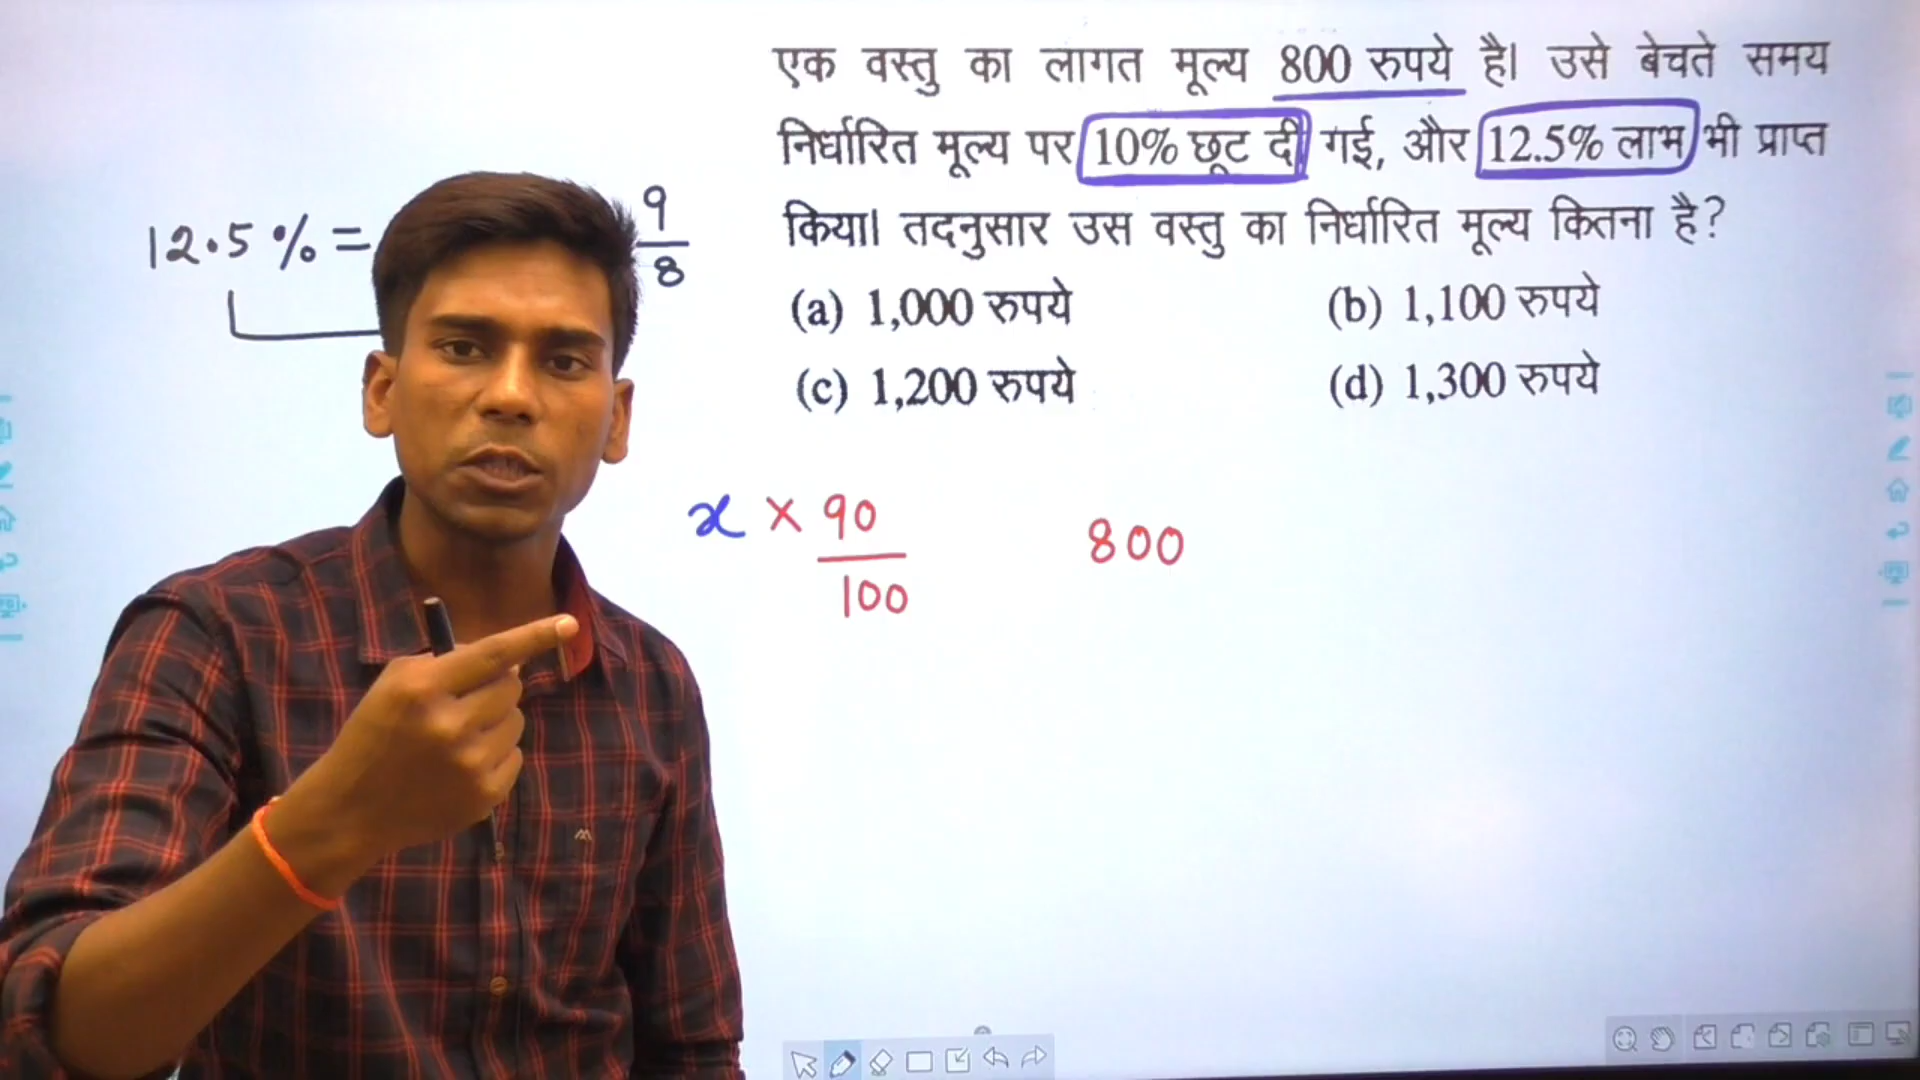 एक वस्तु का लागत मूल्य 800 रुपये है। उसे बेचते समय
निर्धारित मूल्य पर 10% छूट दी गई, और 12.5% लाभ भी प्राप्त
किया। तदनुसार उस वस्तु का निर्धारित मूल्य कितना है?
(a) 1,000 रुपये (b) 1,100 रुपये
(c) 1,200 रुपये (d) 1,300 रुपये
12.5% = 9/8
x × 90/100 800